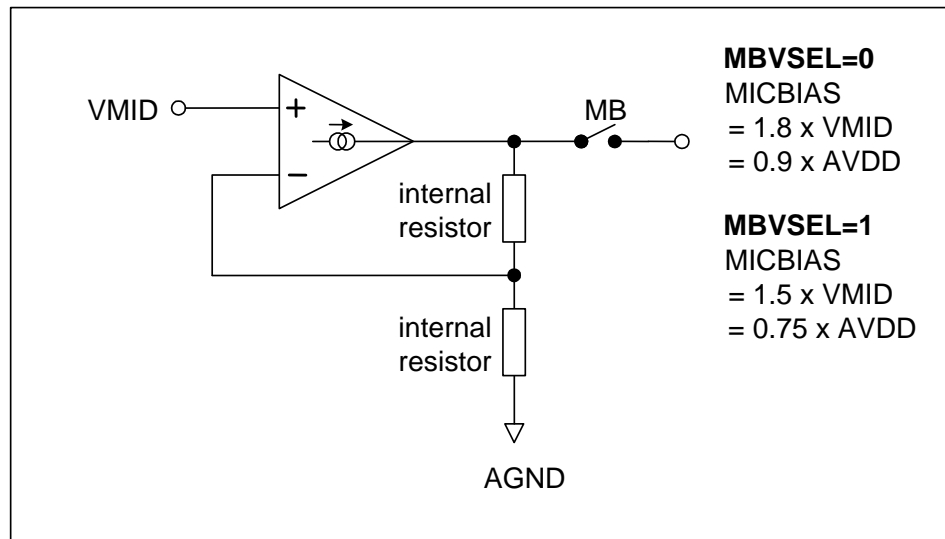 VMID
+
−
MB
internal
resistor
internal
resistor
AGND
MBVSEL=0
MICBIAS
= 1.8 x VMID
= 0.9 x AVDD
MBVSEL=1
MICBIAS
= 1.5 x VMID
= 0.75 x AVDD